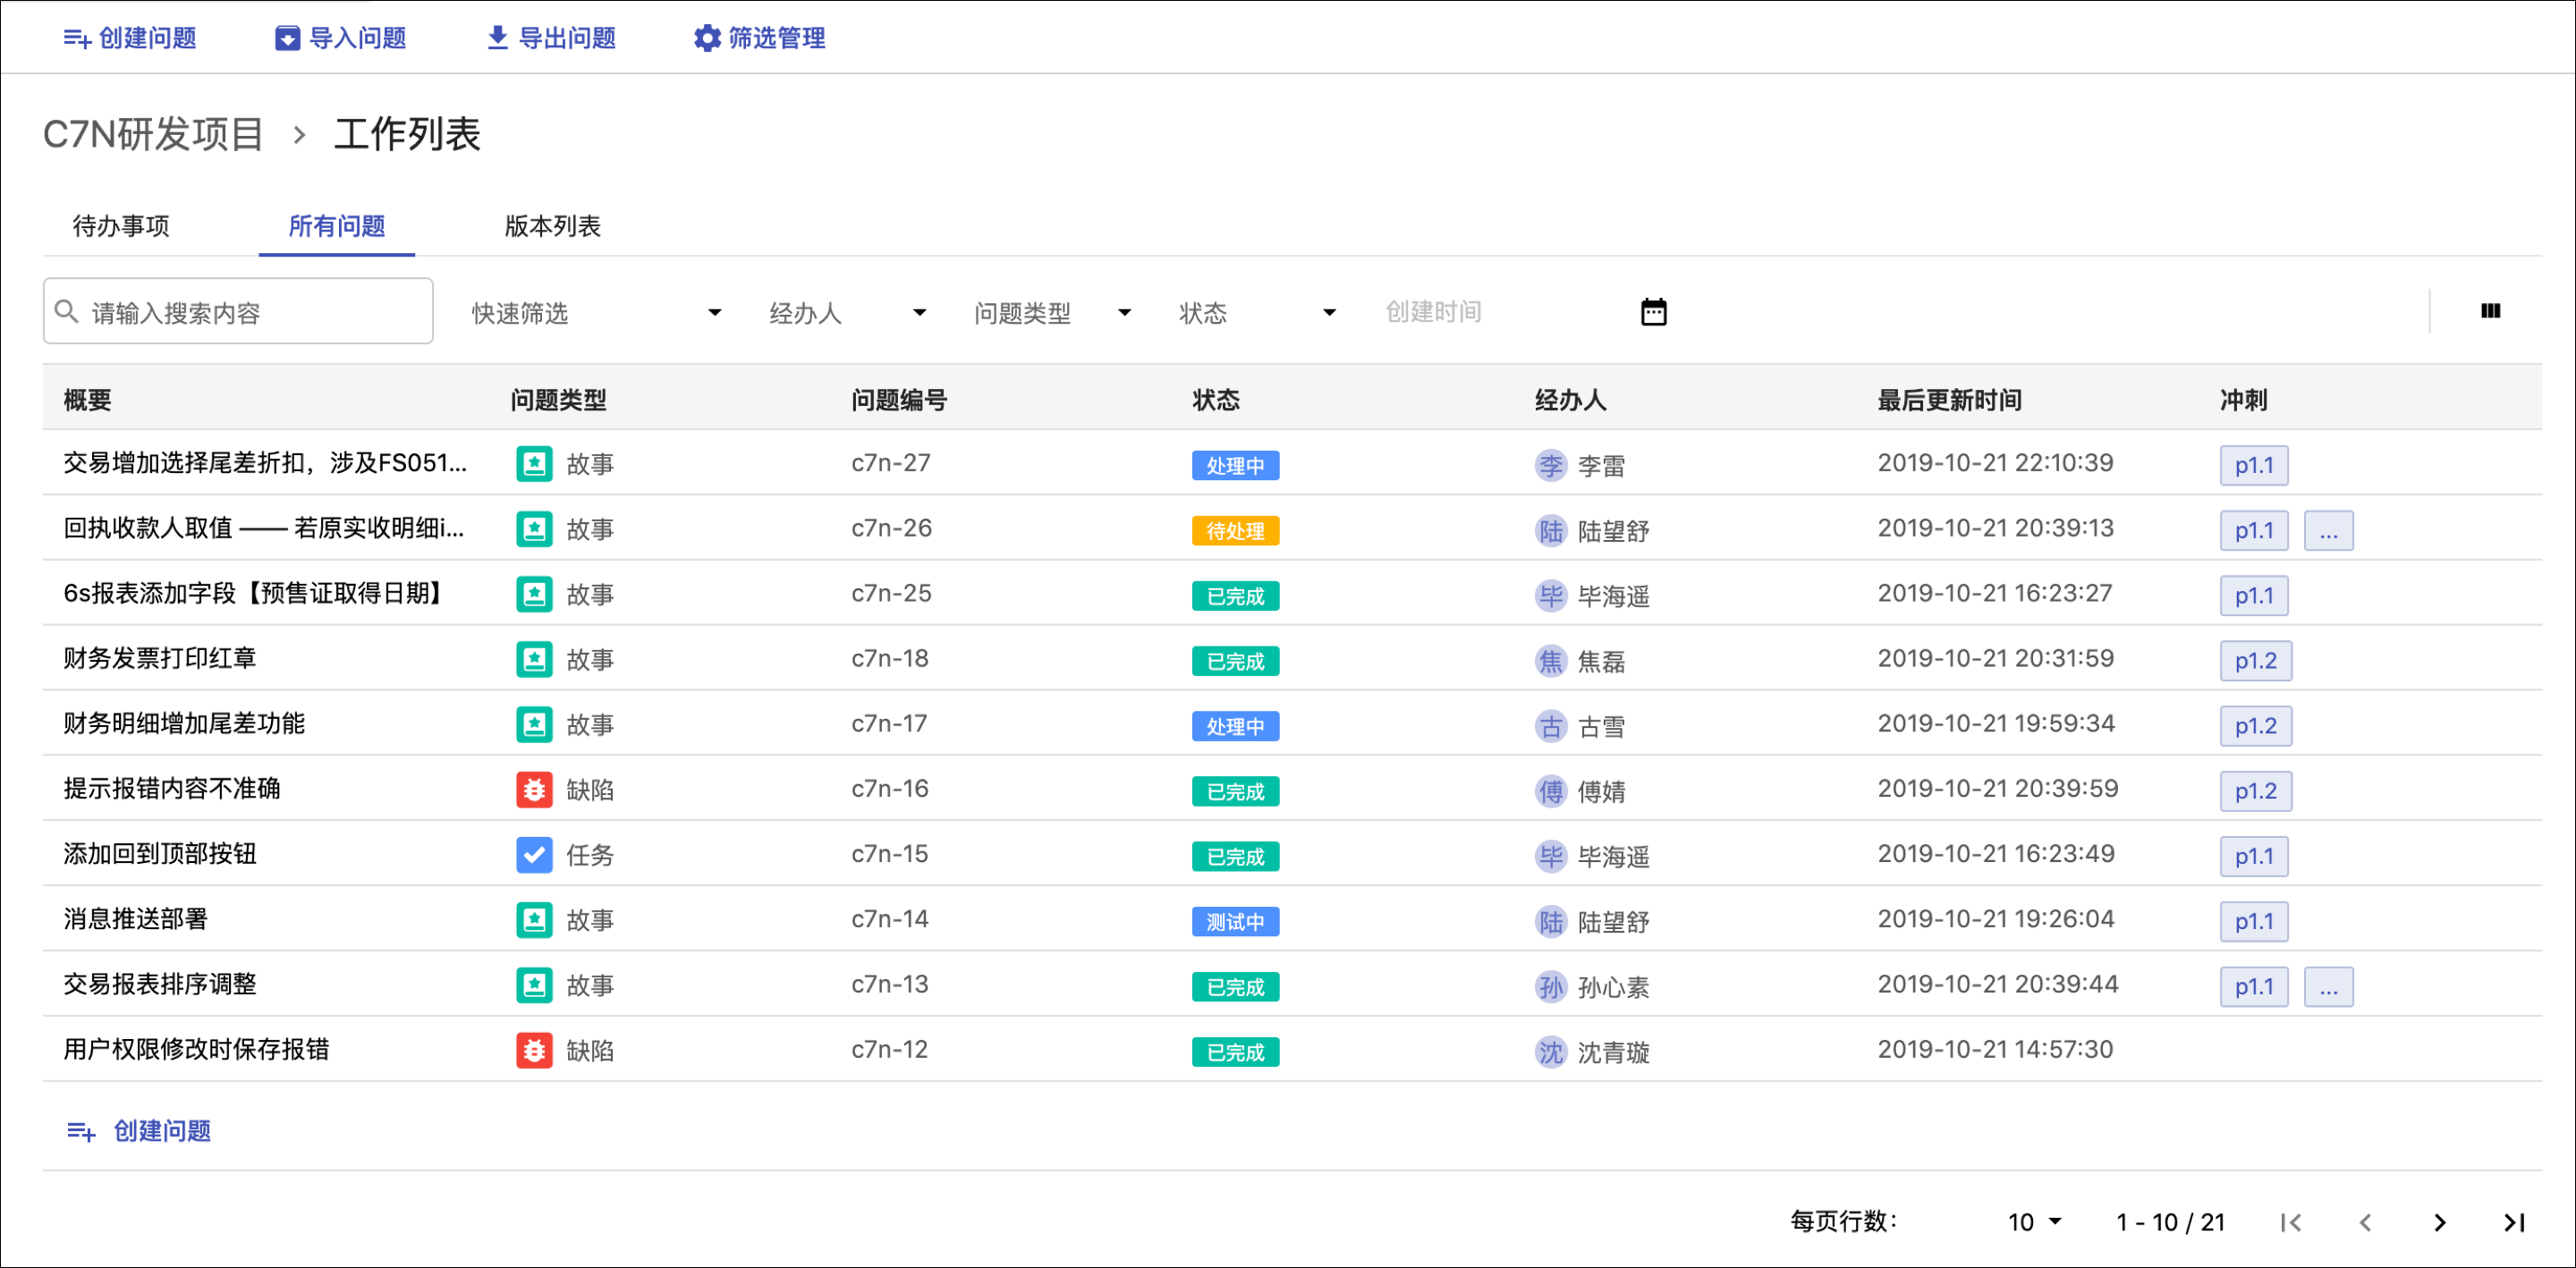 创建问题 导入问题 导出问题 筛选管理
C7N研发项目 › 工作列表
待办事项 所有问题 版本列表
请输入搜索内容 快速筛选 经办人 问题类型 状态 创建时间
概要 问题类型 问题编号 状态 经办人 最后更新时间 冲刺
交易增加选择尾差折扣，涉及FS051... 故事 c7n-27 处理中 李 李雷 2019-10-21 22:10:39 p1.1
回执收款人取值 —— 若原实收明细i... 故事 c7n-26 待处理 陆 陆望舒 2019-10-21 20:39:13 p1.1 ...
6s报表添加字段【预售证取得日期】 故事 c7n-25 已完成 毕 毕海遥 2019-10-21 16:23:27 p1.1
财务发票打印红章 故事 c7n-18 已完成 焦 焦磊 2019-10-21 20:31:59 p1.2
财务明细增加尾差功能 故事 c7n-17 处理中 古 古雪 2019-10-21 19:59:34 p1.2
提示报错内容不准确 缺陷 c7n-16 已完成 傅 傅婧 2019-10-21 20:39:59 p1.2
添加回到顶部按钮 任务 c7n-15 已完成 毕 毕海遥 2019-10-21 16:23:49 p1.1
消息推送部署 故事 c7n-14 测试中 陆 陆望舒 2019-10-21 19:26:04 p1.1
交易报表排序调整 故事 c7n-13 已完成 孙 孙心素 2019-10-21 20:39:44 p1.1 ...
用户权限修改时保存报错 缺陷 c7n-12 已完成 沈 沈青璇 2019-10-21 14:57:30
创建问题
每页行数： 10 1 - 10 / 21